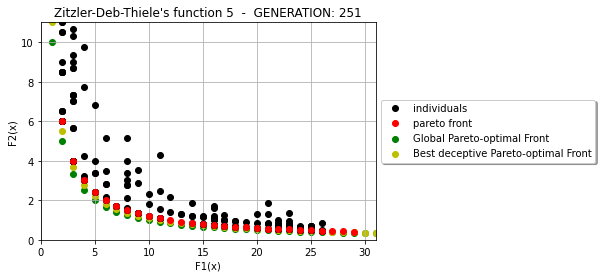 Zitzler-Deb-Thiele's function 5 - GENERATION: 251
F2(x)
10
8
6
4
2
0
0
5
10
15
20
25
30
F1(x)
individuals
pareto front
Global Pareto-optimal Front
Best deceptive Pareto-optimal Front